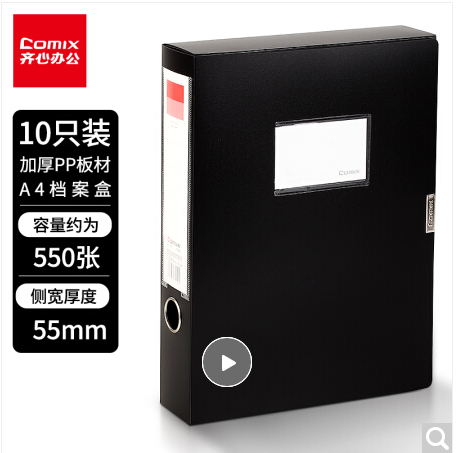 Comix
齐心办公
10只装
加厚PP板材
A4档案盒
容量约为
550张
侧宽厚度
55mm
Comix